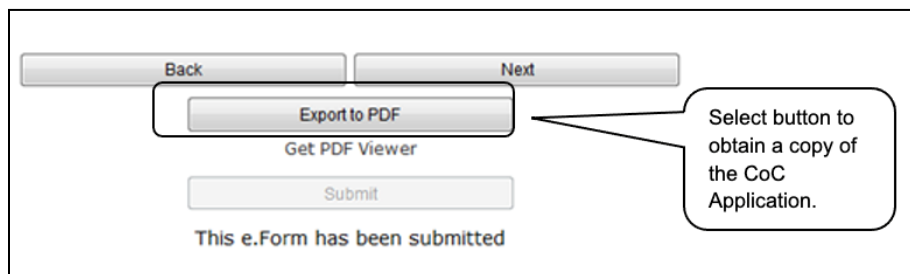 Back
Next
Export to PDF
Get PDF Viewer
Submit
This e.Form has been submitted
Select button to
obtain a copy of
the CoC
Application.